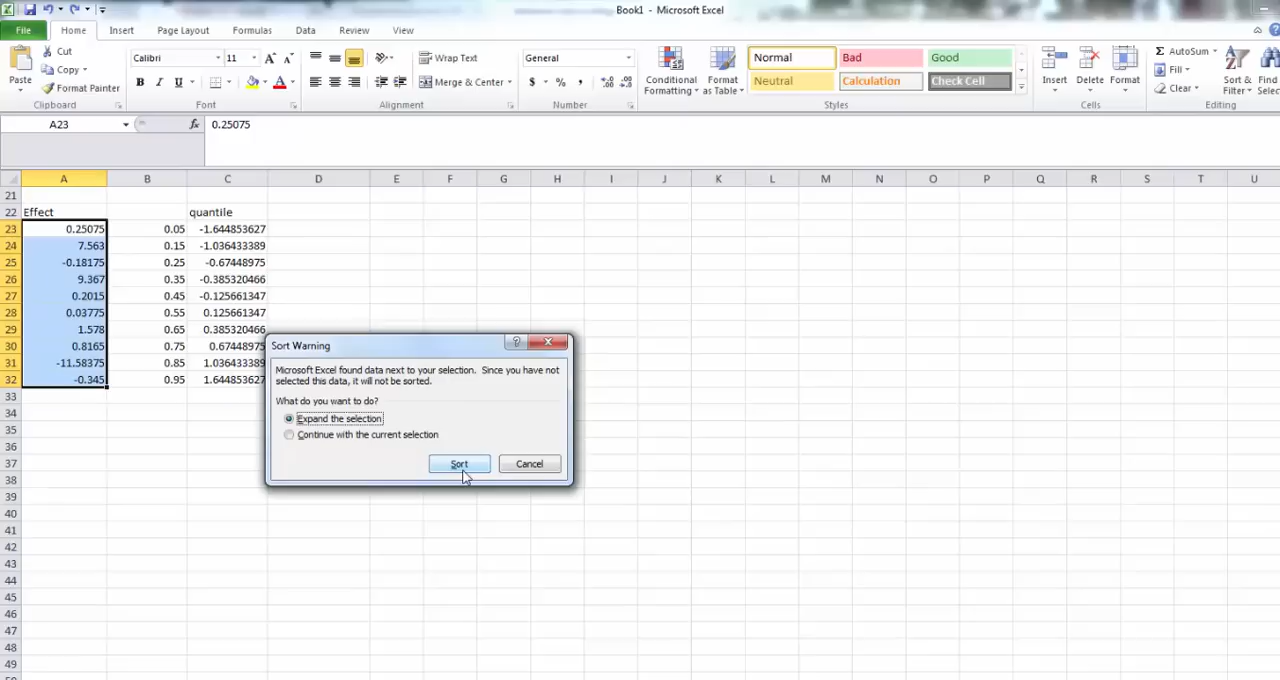 Book1 - Microsoft Excel
File Home Insert Page Layout Formulas Data Review View
Paste
Cut
Copy
Format Painter
Clipboard
Calibri 11
B I U
Font
Wrap Text
Merge & Center
Alignment
General
$ % ,
Number
Conditional Formatting
Format as Table
Normal Bad Good
Neutral Calculation Check Cell
Styles
Insert Delete Format
Cells
Σ AutoSum
Fill
Clear
Sort & Filter
Find
Selec
Editing
A23 fx 0.25075
A B C D E F G H I J K L M N O P Q R S T U
21
22 Effect quantile
23 0.25075 0.05 -1.644853627
24 7.563 0.15 -1.036433389
25 -0.18175 0.25 -0.67448975
26 9.367 0.35 -0.385320466
27 0.2015 0.45 -0.125661347
28 0.03775 0.55 0.125661347
29 1.578 0.65 0.385320466
30 0.8165 0.75 0.67448975
31 -11.58375 0.85 1.036433389
32 -0.345 0.95 1.644853627
33
34
35
36
37
38
39
40
41
42
43
44
45
46
47
48
49
Sort Warning
Microsoft Excel found data next to your selection. Since you have not
selected this data, it will not be sorted.
What do you want to do?
Expand the selection
Continue with the current selection
Sort Cancel